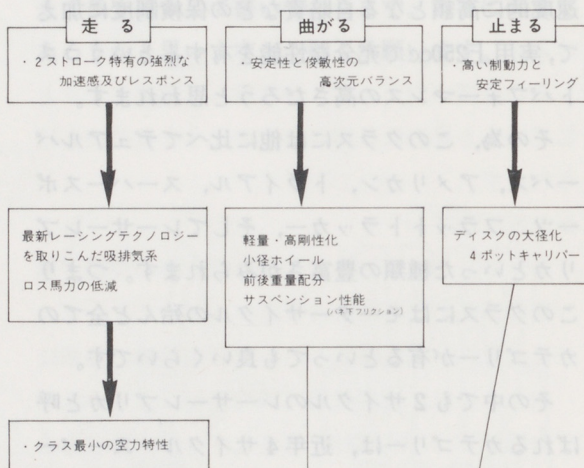 走る
・2ストローク特有の強烈な
加速感及びレスポンス
最新レーシングテクノロジー
を取りこんだ吸排気系
ロス馬力の低減
・クラス最小の空力特性
曲がる
・安定性と俊敏性の
高次元バランス
軽量・高剛性化
小径ホイール
前後重量配分
サスペンション性能
(バネ下フリクション)
止まる
・高い制動力と
安定フィーリング
ディスクの大径化
4ポットキャリパー